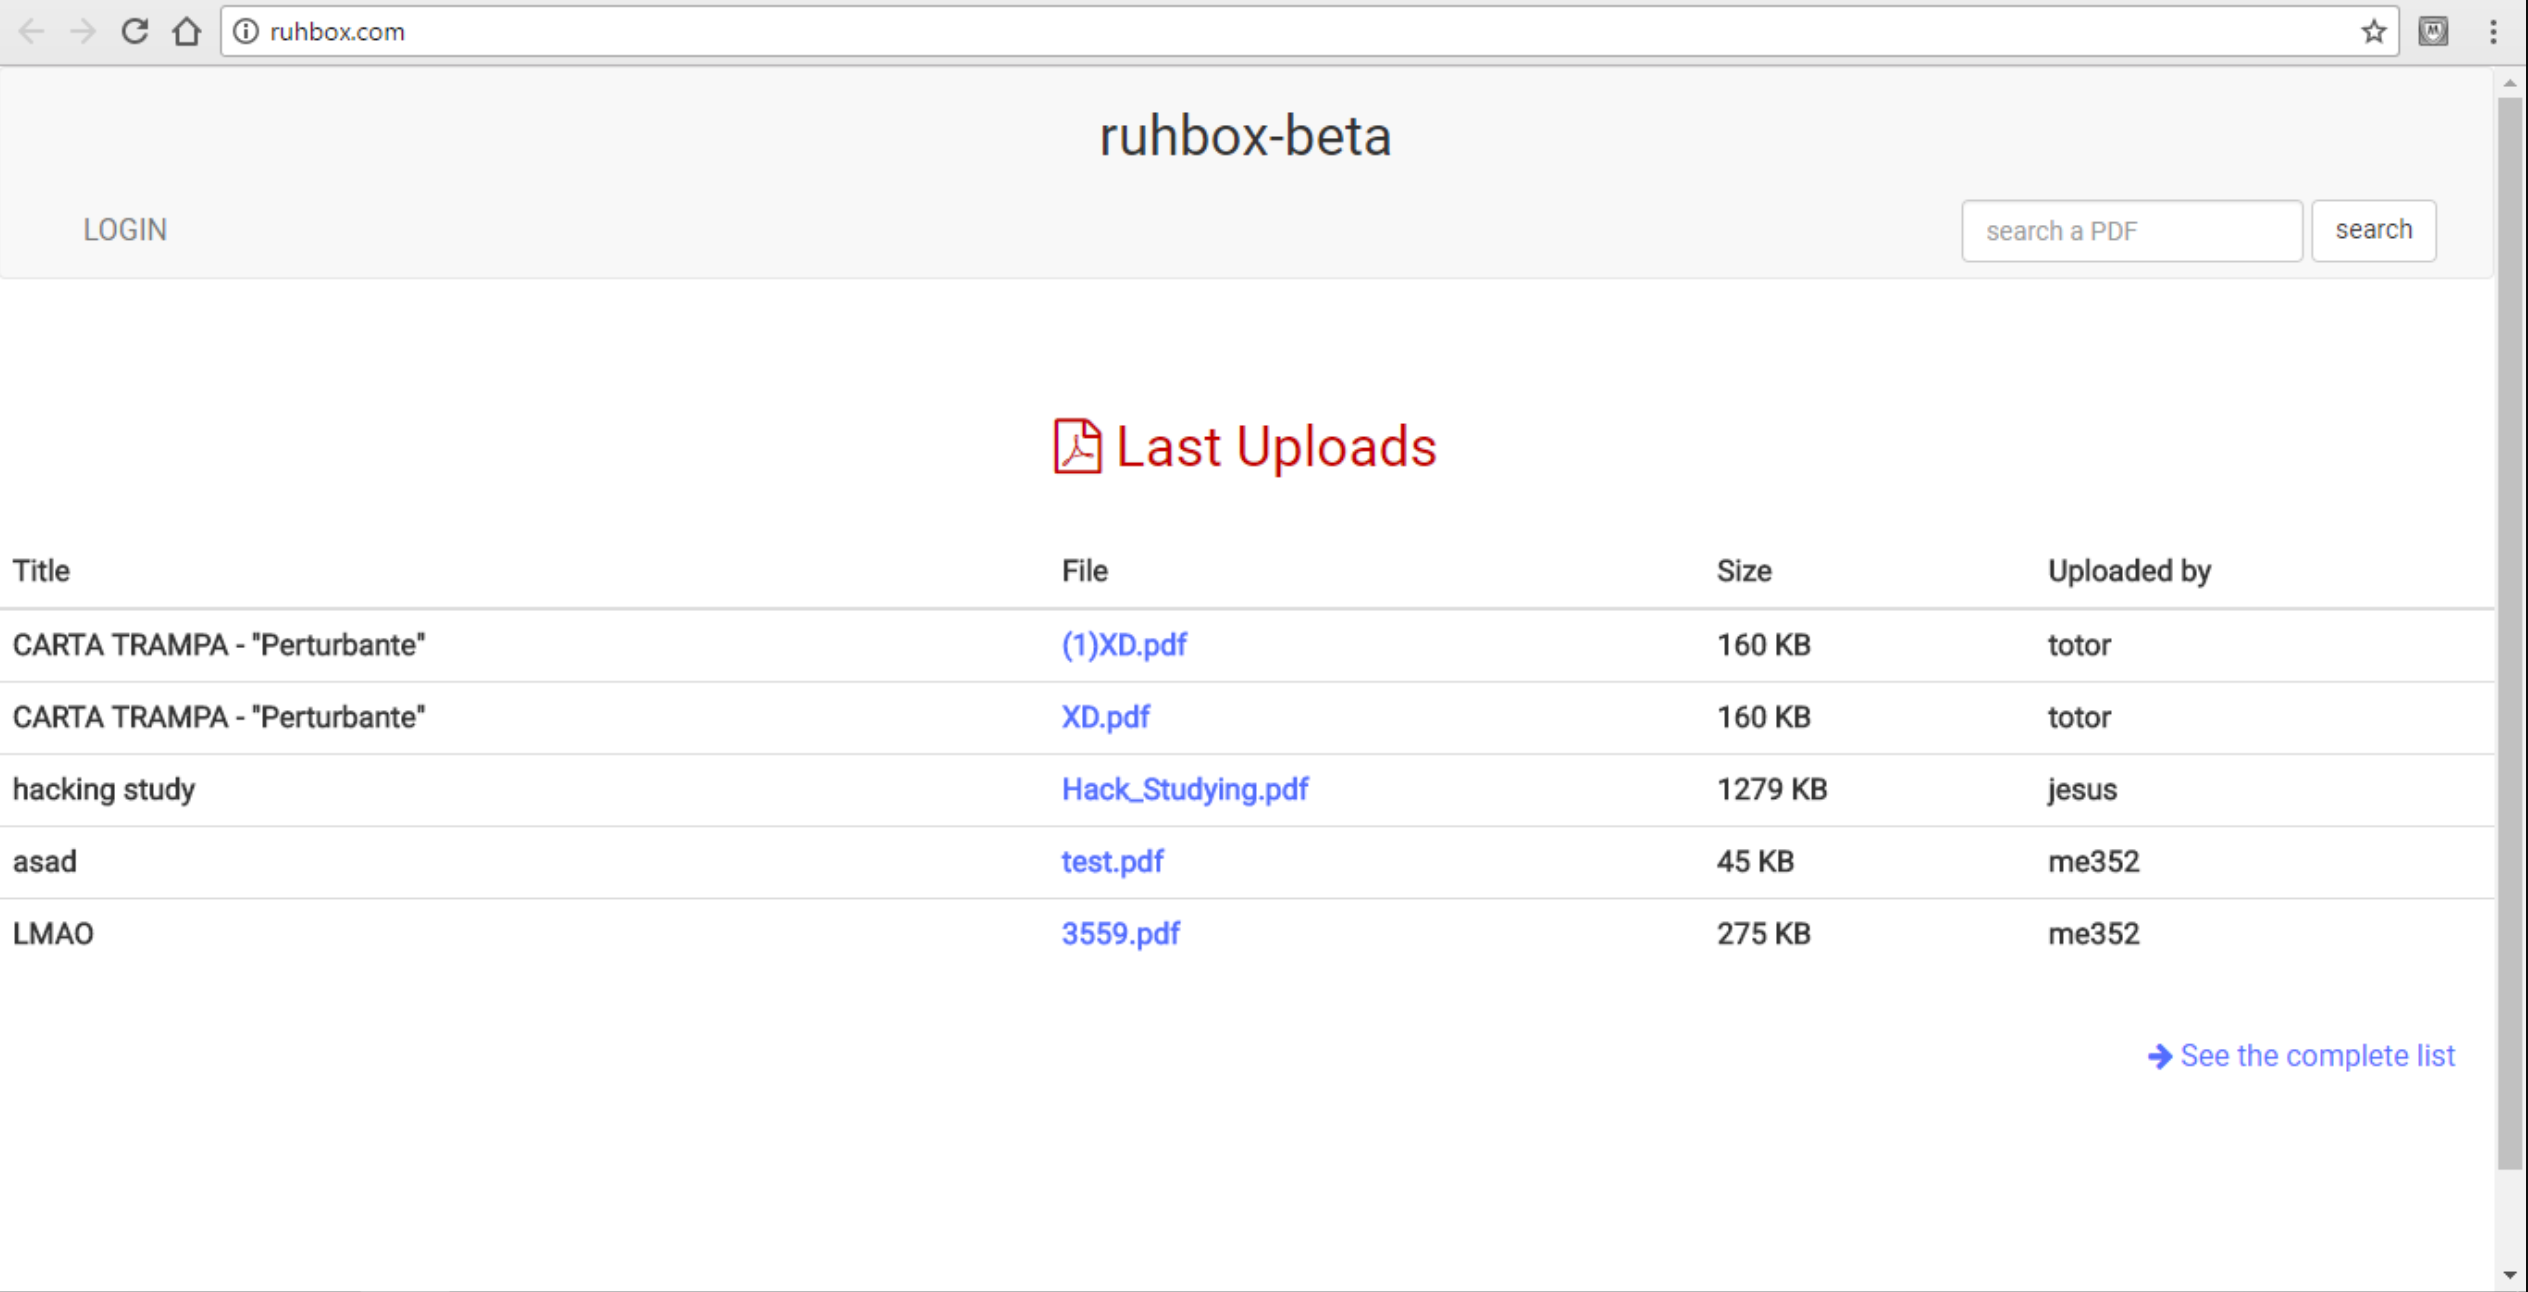 ruhbox.com
ruhbox-beta
LOGIN
search a PDF search
Last Uploads
Title File Size Uploaded by
CARTA TRAMPA - "Perturbante" (1)XD.pdf 160 KB totor
CARTA TRAMPA - "Perturbante" XD.pdf 160 KB totor
hacking study Hack_Studying.pdf 1279 KB jesus
asad test.pdf 45 KB me352
LMAO 3559.pdf 275 KB me352
See the complete list